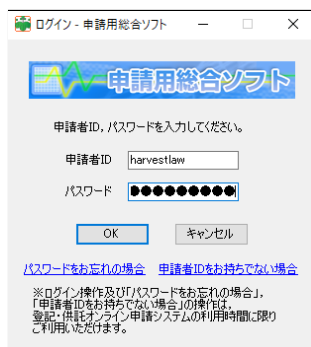 ログイン - 申請用総合ソフト
申請用総合ソフト
申請者ID, パスワードを入力してください。
申請者ID harvestlaw
パスワード ●●●●●●●●●
OK キャンセル
パスワードをお忘れの場合 申請者IDをお持ちでない場合
※ログイン操作及び「パスワードをお忘れの場合」,
「申請者IDをお持ちでない場合」の操作は,
登記・供託オンライン申請システムの利用時間に限り
ご利用いただけます。